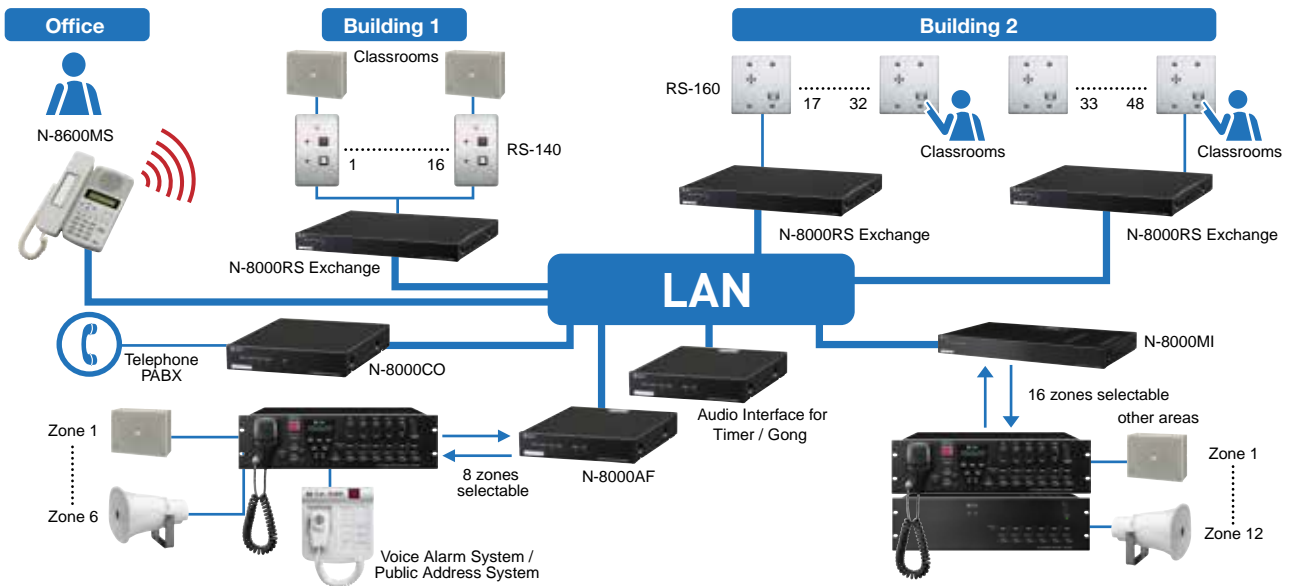 Office
Building 1
Building 2
Classrooms
N-8600MS
1
16
RS-140
RS-160
17
32
33
48
Classrooms
Classrooms
N-8000RS Exchange
N-8000RS Exchange
N-8000RS Exchange
LAN
Telephone
PABX
N-8000CO
N-8000MI
Audio Interface for
Timer / Gong
16 zones selectable
other areas
Zone 1
Zone 6
8 zones
selectable
N-8000AF
Zone 1
Zone 12
Voice Alarm System /
Public Address System